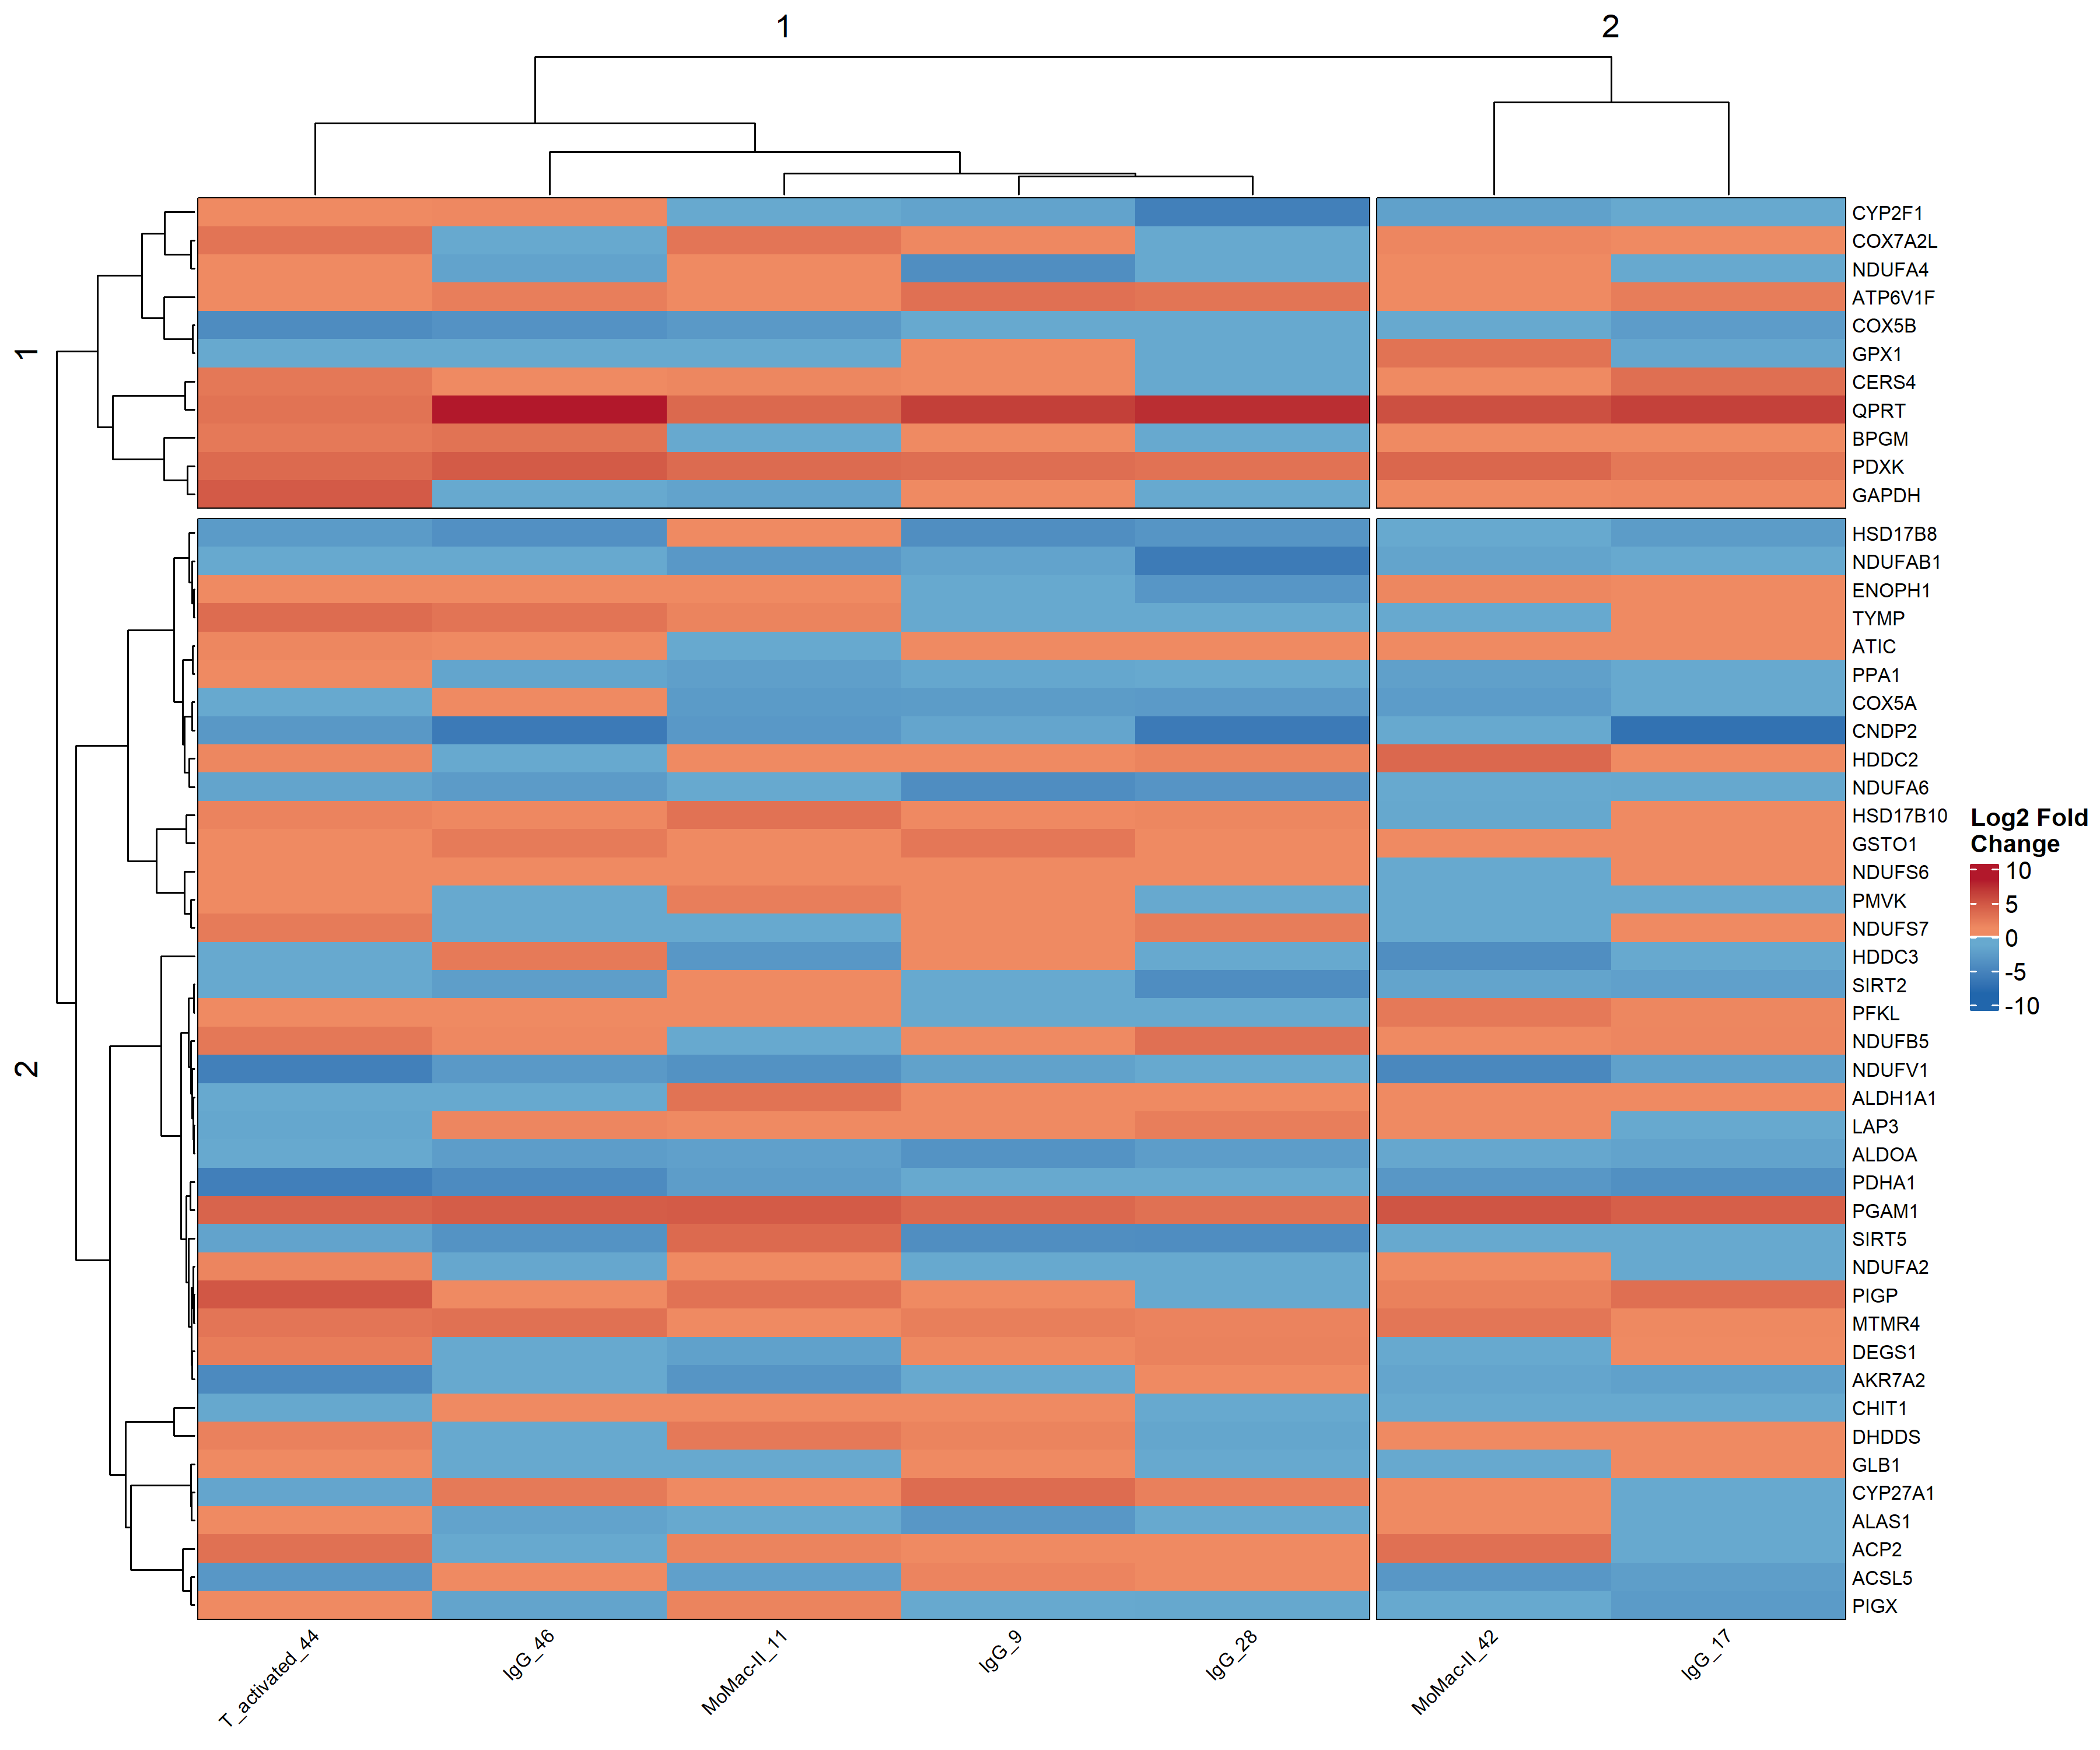 1
2
1
CYP2F1
COX7A2L
NDUFA4
ATP6V1F
COX5B
GPX1
CERS4
QPRT
BPGM
PDXK
GAPDH
2
HSD17B8
NDUFAB1
ENOPH1
TYMP
ATIC
PPA1
COX5A
CNDP2
HDDC2
NDUFA6
HSD17B10
GSTO1
NDUFS6
PMVK
NDUFS7
HDDC3
SIRT2
PFKL
NDUFB5
NDUFV1
ALDH1A1
LAP3
ALDOA
PDHA1
PGAM1
SIRT5
NDUFA2
PIGP
MTMR4
DEGS1
AKR7A2
CHIT1
DHDDS
GLB1
CYP27A1
ALAS1
ACP2
ACSL5
PIGX
Log2 Fold
Change
10
5
0
-5
-10
T_activated_44
IgG_46
MoMac-II_11
IgG_9
IgG_28
MoMac-II_42
IgG_17